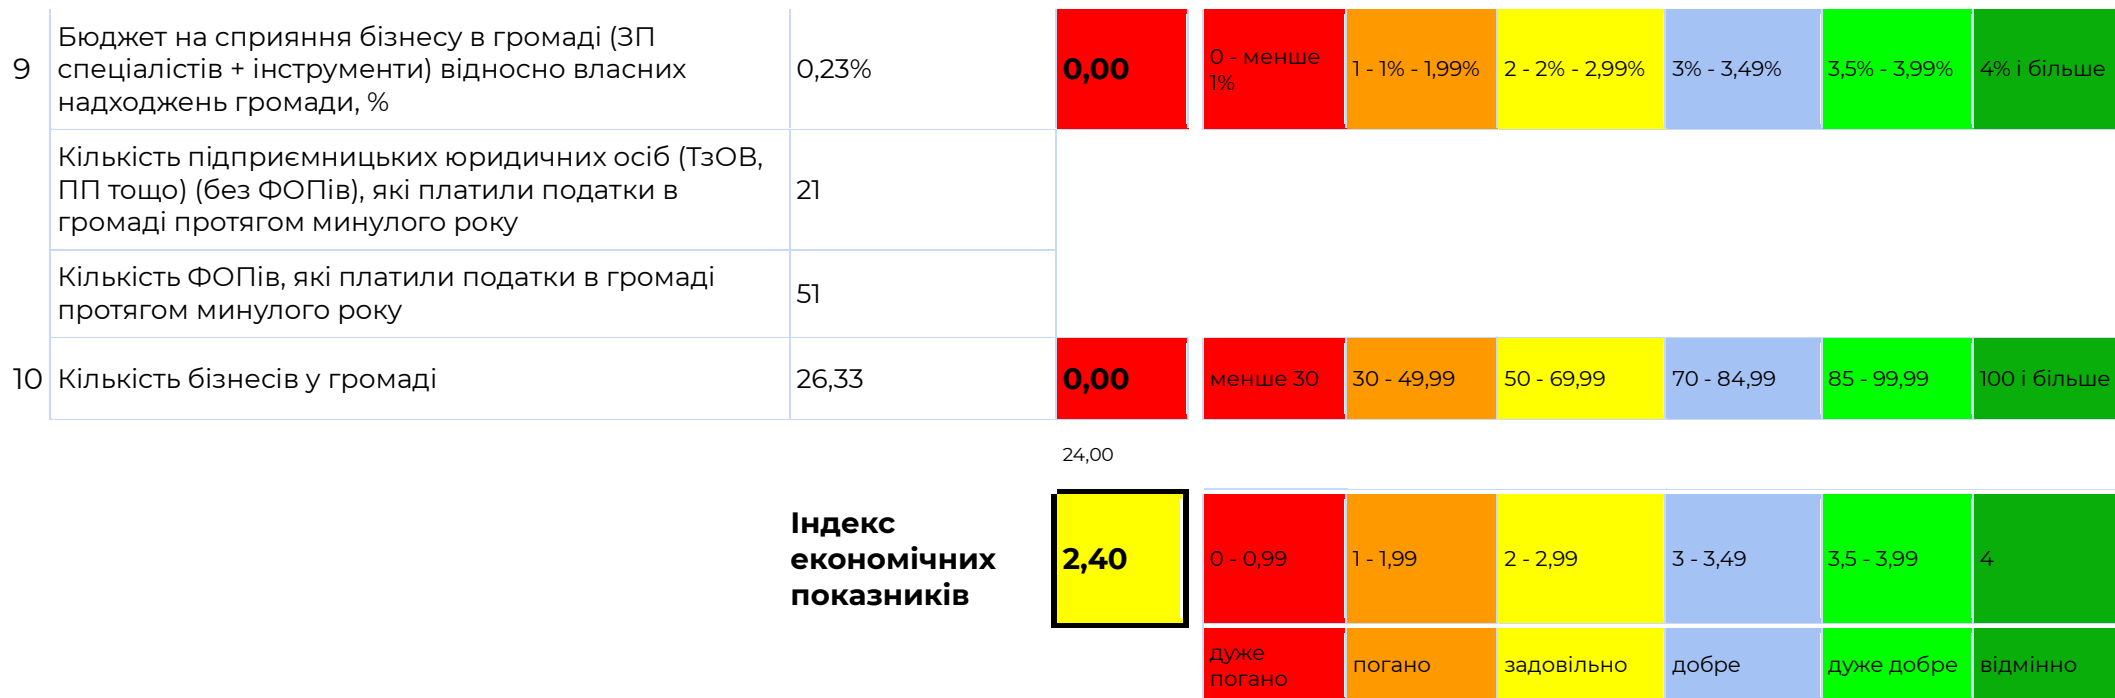 9 Бюджет на сприяння бізнесу в громаді (ЗП
спеціалістів + інструменти) відносно власних
надходжень громади, %
0,23%
0,00
0 - менше
1%
1 - 1% - 1,99%
2 - 2% - 2,99%
3% - 3,49%
3,5% - 3,99%
4% і більше
Кількість підприємницьких юридичних осіб (ТзОВ,
ПП тощо) (без ФОПів), які платили податки в
громаді протягом минулого року
21
Кількість ФОПів, які платили податки в громаді
протягом минулого року
51
10 Кількість бізнесів у громаді
26,33
0,00
менше 30
30 - 49,99
50 - 69,99
70 - 84,99
85 - 99,99
100 і більше
24,00
Індекс
економічних
показників
2,40
0 - 0,99
1 - 1,99
2 - 2,99
3 - 3,49
3,5 - 3,99
4
дуже
погано
погано
задовільно
добре
дуже добре
відмінно